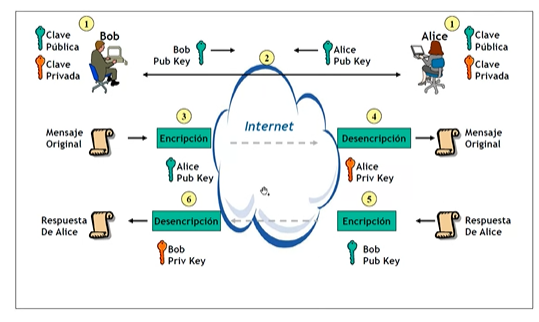 1
1
Clave
Pública
Bob
Clave
Privada
Bob
Pub Key
2
Alice
Pub Key
Alice
Clave
Pública
Clave
Privada
3
Internet
4
Mensaje
Original
Encripción
Desencripción
Mensaje
Original
Alice
Pub Key
Alice
Priv Key
6
5
Respuesta
De Alice
Desencripción
Encripción
Respuesta
De Alice
Bob
Priv Key
Bob
Pub Key